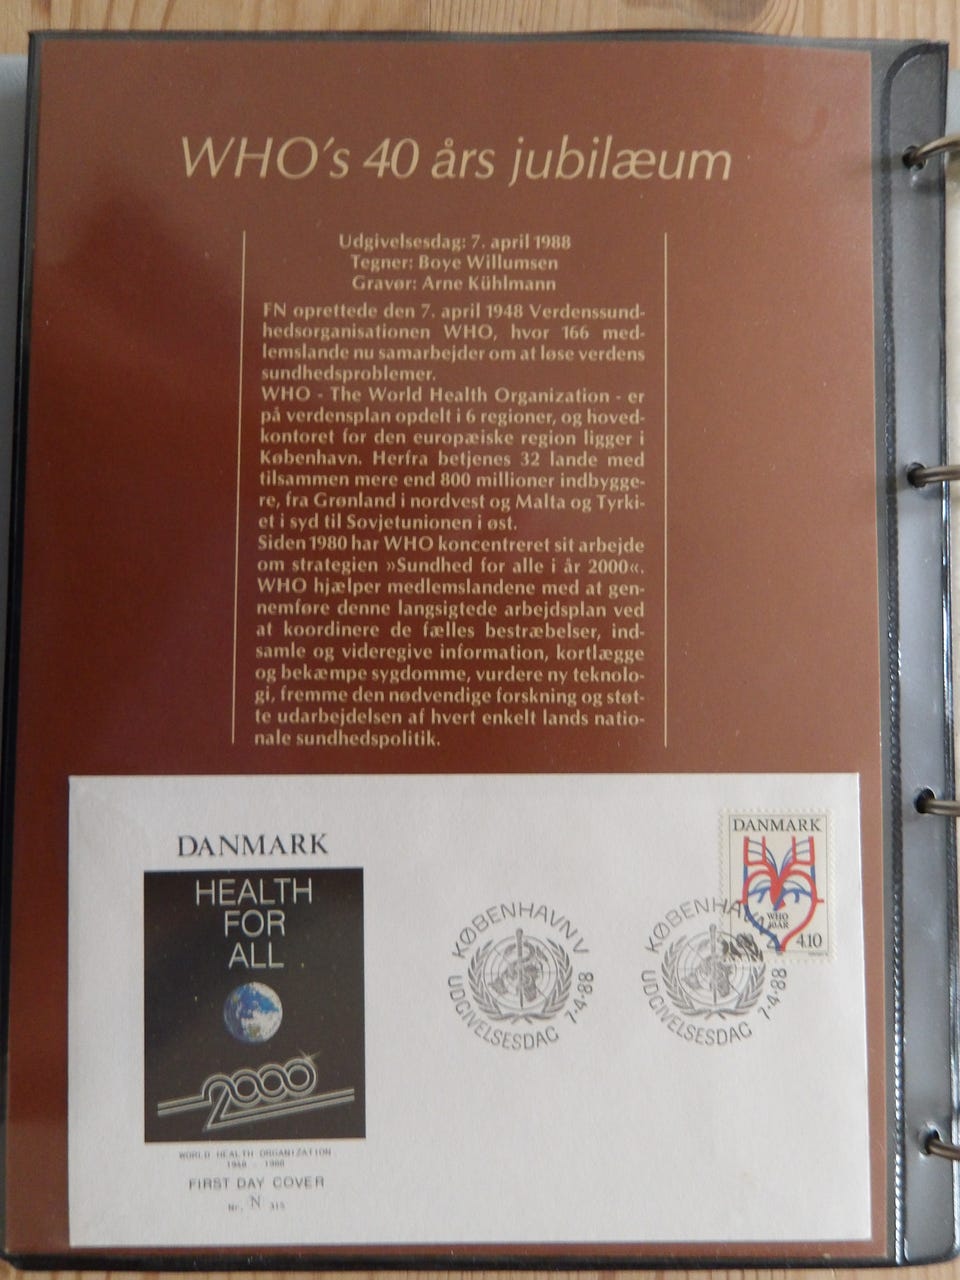 WHO's 40 års jubilæum
Udgivelsesdag: 7. april 1988
Tegner: Boye Willumsen
Gravør: Arne Kühlmann
FN oprettede den 7. april 1948 Verdenssund-
hedsorganisationen WHO, hvor 166 med-
lemslande nu samarbejder om at løse verdens
sundhedsproblemer.
WHO - The World Health Organization - er
på verdensplan opdelt i 6 regioner, og hoved-
kontoret for den europæiske region ligger i
København. Herfra betjenes 32 lande med
tilsammen mere end 800 millioner indbygge-
re, fra Grønland i nordvest og Malta og Tyrki-
et i syd til Sovjetunionen i øst.
Siden 1980 har WHO koncentreret sit arbejde
om strategien »Sundhed for alle i år 2000«.
WHO hjælper medlemslandene med at gen-
nemføre denne langsigtede arbejdsplan ved
at koordinere de fælles bestræbelser, ind-
samle og videregive information, kortlægge
og bekæmpe sygdomme, vurdere ny teknolo-
gi, fremme den nødvendige forskning og støt-
te udarbejdelsen af hvert enkelt lands natio-
nale sundhedspolitik.
DANMARK
HEALTH
FOR
ALL
2000
WORLD HEALTH ORGANIZATION
1948 - 1988
FIRST DAY COVER
Nr. N 315
KØBENHAVN V
UDGIVELSESDAG 7·4·88
KØBENHAVN V
UDGIVELSESDAG 7·4·88
DANMARK
WHO
40 ÅR
4.10